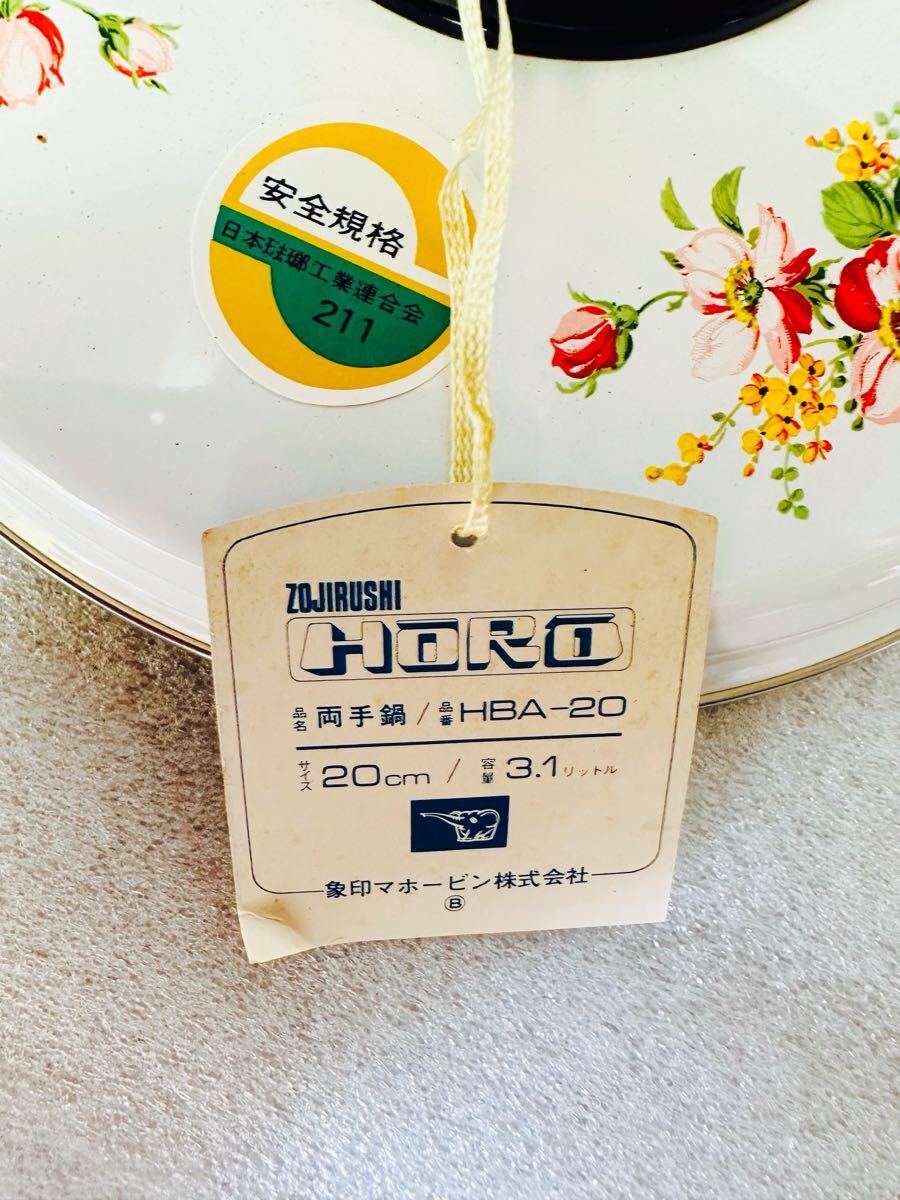 安全規格
日本琺瑯工業連合会
211
ZOJIRUSHI
HŌRŌ
品名 両手鍋 / 品番 HBA-20
サイズ 20cm / 容量 3.1リットル
象印マホービン株式会社
Ⓑ